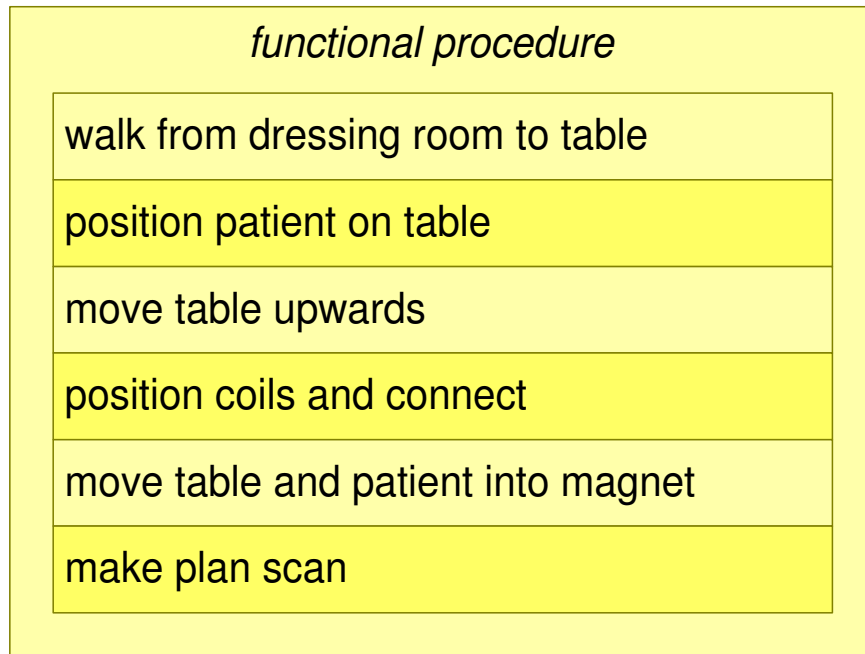 functional procedure
walk from dressing room to table
position patient on table
move table upwards
position coils and connect
move table and patient into magnet
make plan scan